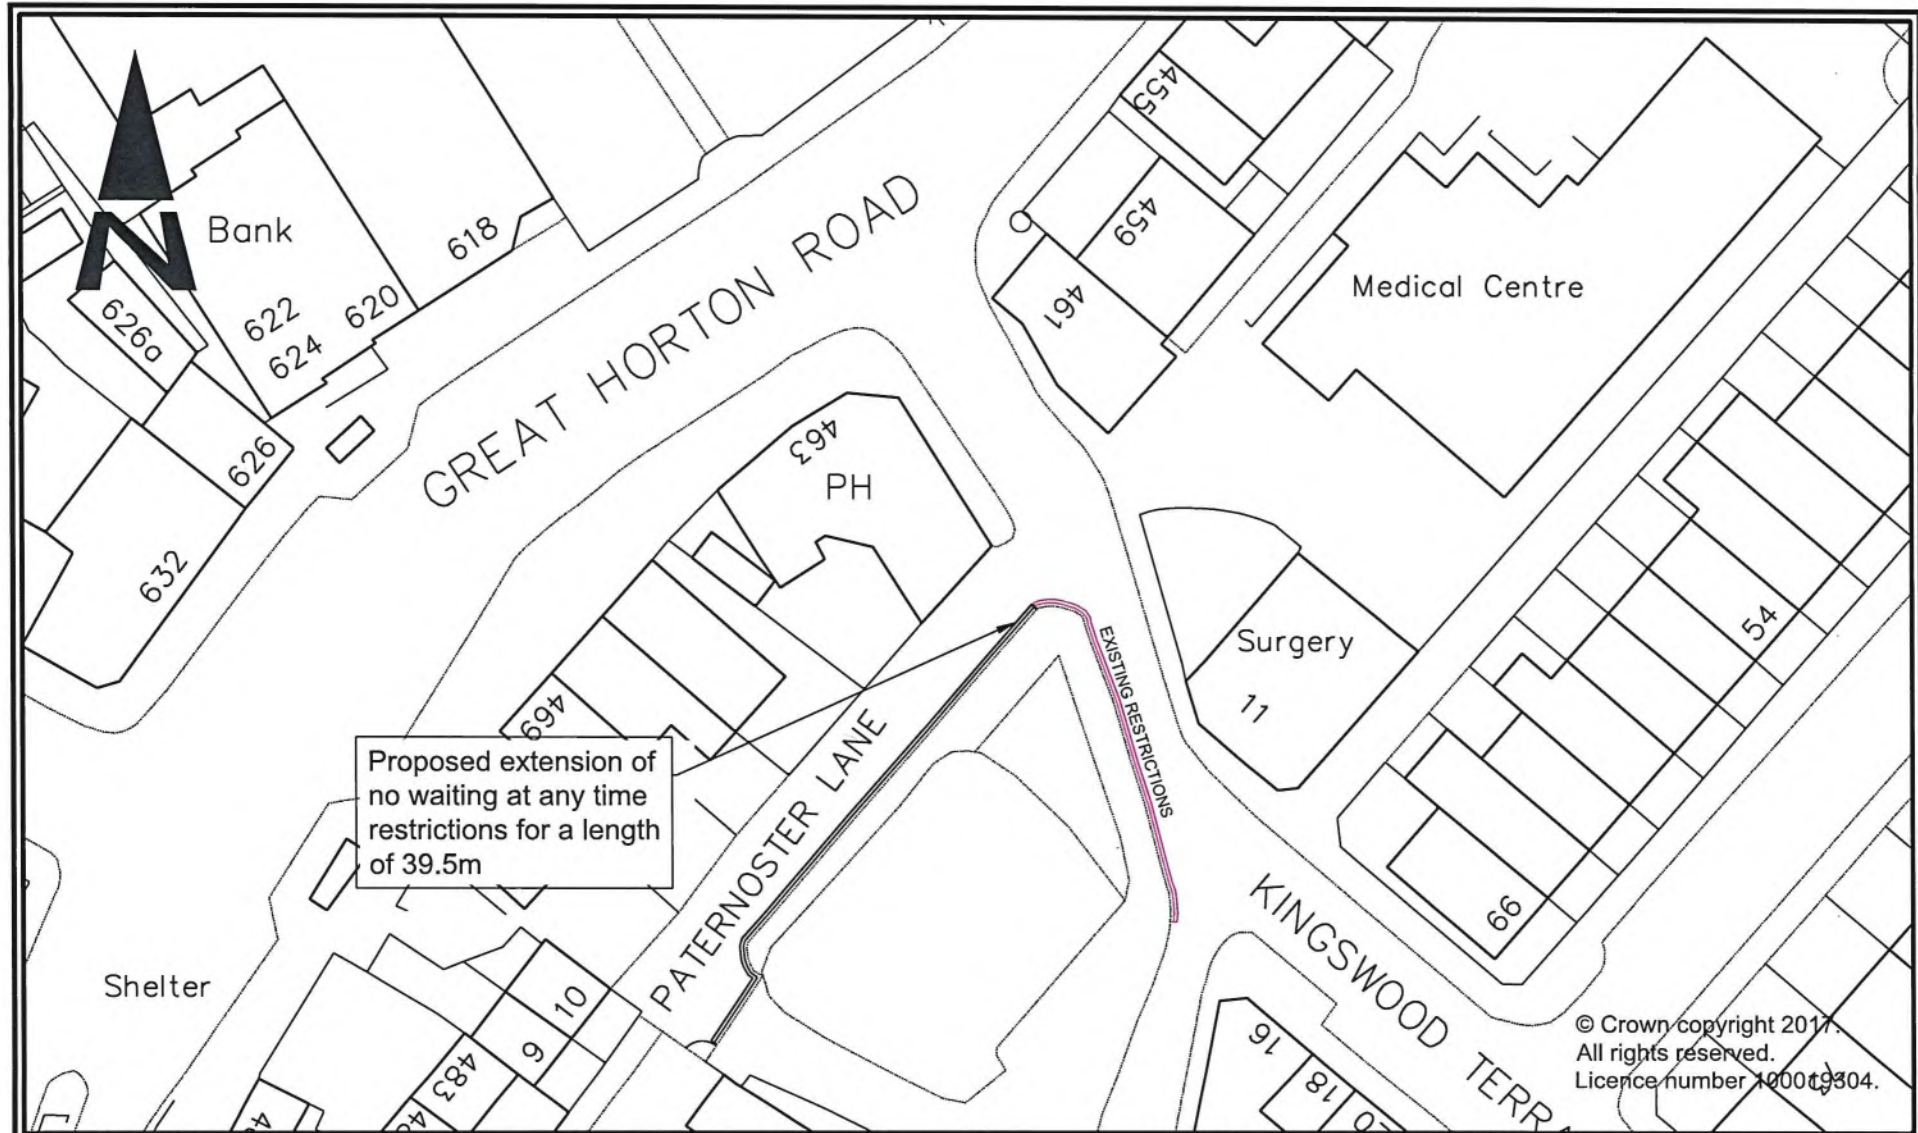 N
Bank
618
622
620
624
626a
626
632
GREAT HORTON ROAD
455
459
461
Medical Centre
463
PH
469
Surgery
11
54
66
EXISTING RESTRICTIONS
Proposed extension of
no waiting at any time
restrictions for a length
of 39.5m
PATERNOSTER LANE
KINGSWOOD TERRA
Shelter
10
6
483
16
18
© Crown copyright 2017.
All rights reserved.
Licence number 100019304.